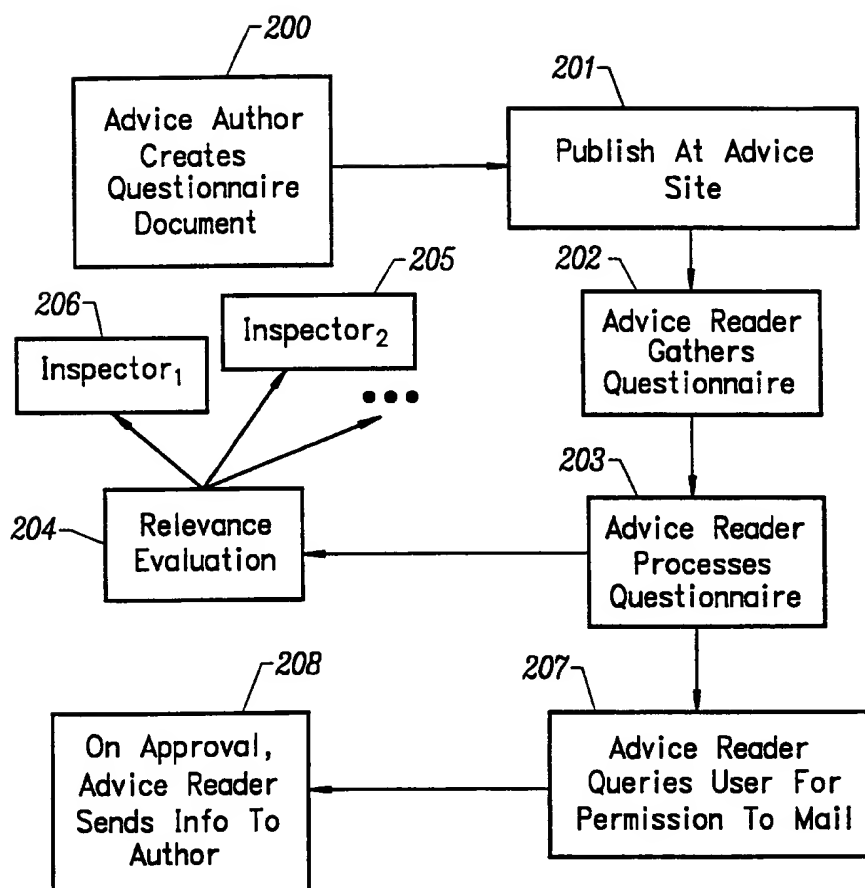 200
Advice Author
Creates
Questionnaire
Document
201
Publish At Advice
Site
202
Advice Reader
Gathers
Questionnaire
205
Inspector₂
206
Inspector₁
203
Advice Reader
Processes
Questionnaire
204
Relevance
Evaluation
207
Advice Reader
Queries User For
Permission To Mail
208
On Approval,
Advice Reader
Sends Info To
Author